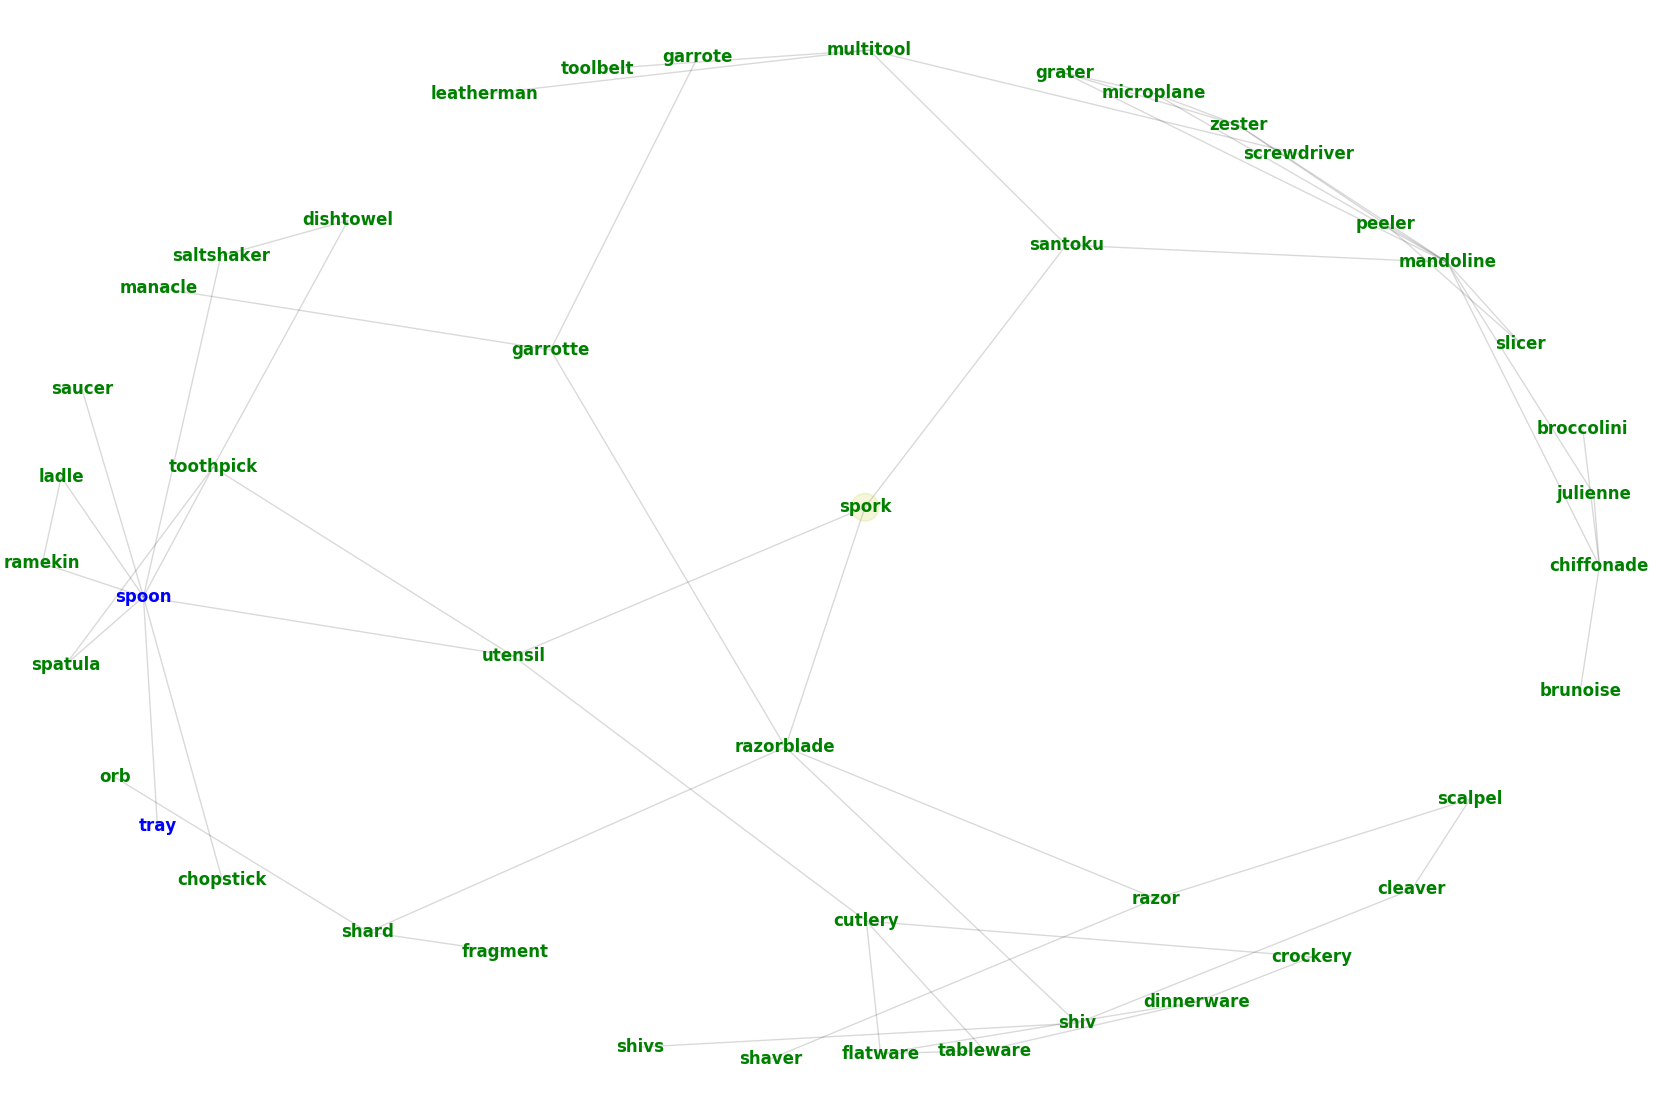 multitool
garrote
toolbelt
grater
leatherman
microplane
zester
screwdriver
dishtowel
peeler
santoku
saltshaker
mandoline
manacle
slicer
garrotte
saucer
broccolini
toothpick
ladle
julienne
spork
ramekin
chiffonade
spoon
utensil
spatula
brunoise
razorblade
orb
scalpel
tray
chopstick
cleaver
razor
cutlery
shard
fragment
crockery
dinnerware
shiv
shivs
tableware
flatware
shaver